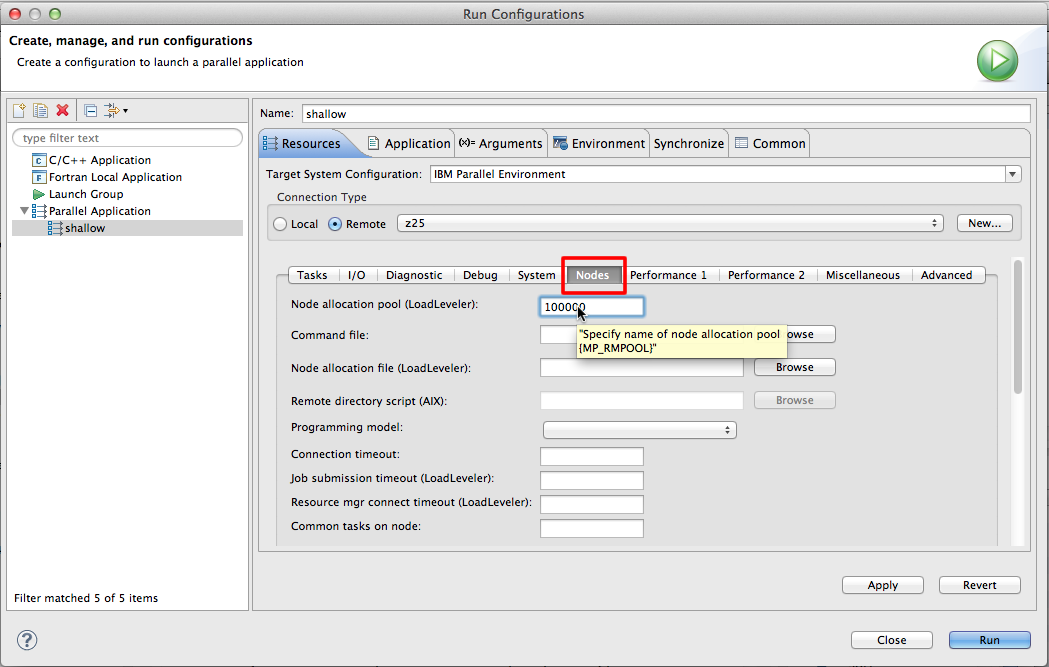 Run Configurations
Create, manage, and run configurations
Create a configuration to launch a parallel application
type filter text
C/C++ Application
Fortran Local Application
Launch Group
Parallel Application
shallow
Filter matched 5 of 5 items
Name: shallow
Resources Application (x)= Arguments Environment Synchronize Common
Target System Configuration: IBM Parallel Environment
Connection Type
Local Remote z25 New...
Tasks I/O Diagnostic Debug System Nodes Performance 1 Performance 2 Miscellaneous Advanced
Node allocation pool (LoadLeveler): 100000
Command file:
"Specify name of node allocation pool
{MP_RMPOOL}"
Node allocation file (LoadLeveler): Browse
Remote directory script (AIX): Browse
Programming model:
Connection timeout:
Job submission timeout (LoadLeveler):
Resource mgr connect timeout (LoadLeveler):
Common tasks on node:
Apply Revert
? Close Run